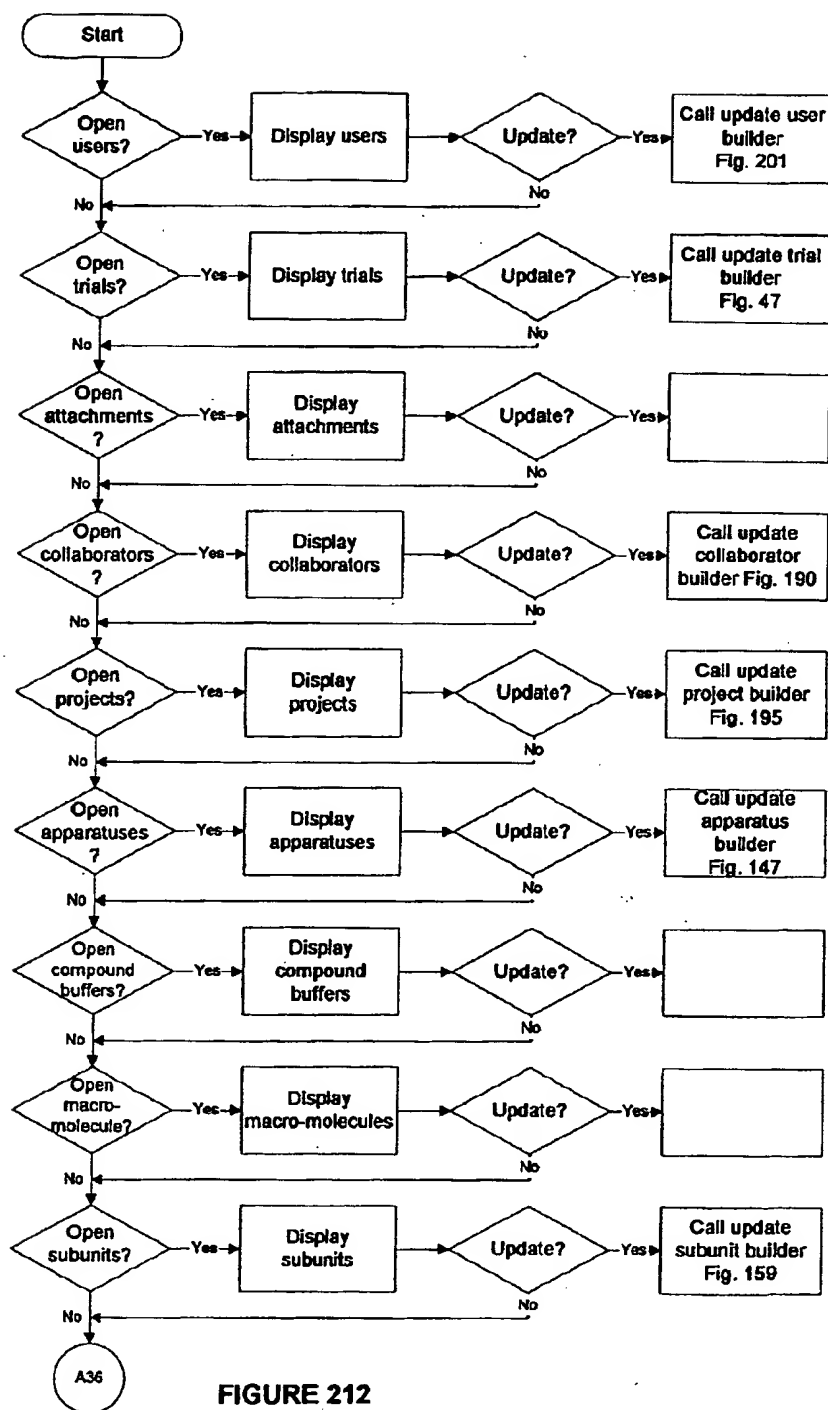 Start
Open
users?
Yes
Display users
Update?
Yes
Call update user
builder
Fig. 201
No
No
Open
trials?
Yes
Display trials
Update?
Yes
Call update trial
builder
Fig. 47
No
No
Open
attachments
?
Yes
Display
attachments
Update?
Yes
No
No
Open
collaborators
?
Yes
Display
collaborators
Update?
Yes
Call update
collaborator
builder Fig. 190
No
No
Open
projects?
Yes
Display
projects
Update?
Yes
Call update
project builder
Fig. 195
No
No
Open
apparatuses
?
Yes
Display
apparatuses
Update?
Yes
Call update
apparatus
builder
Fig. 147
No
No
Open
compound
buffers?
Yes
Display
compound
buffers
Update?
Yes
No
No
Open
macro-
molecule?
Yes
Display
macro-molecules
Update?
Yes
No
No
Open
subunits?
Yes
Display
subunits
Update?
Yes
Call update
subunit builder
Fig. 159
No
No
A36
FIGURE 212